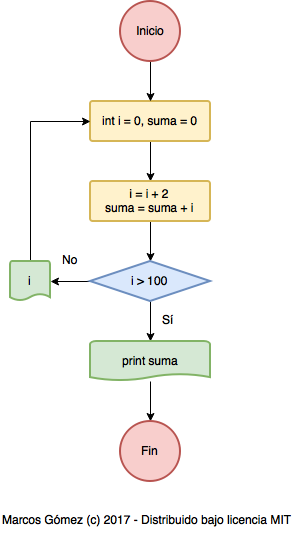 Inicio
int i = 0, suma = 0
i = i + 2
suma = suma + i
No
i
i > 100
Sí
print suma
Fin
Marcos Gómez (c) 2017 - Distribuido bajo licencia MIT